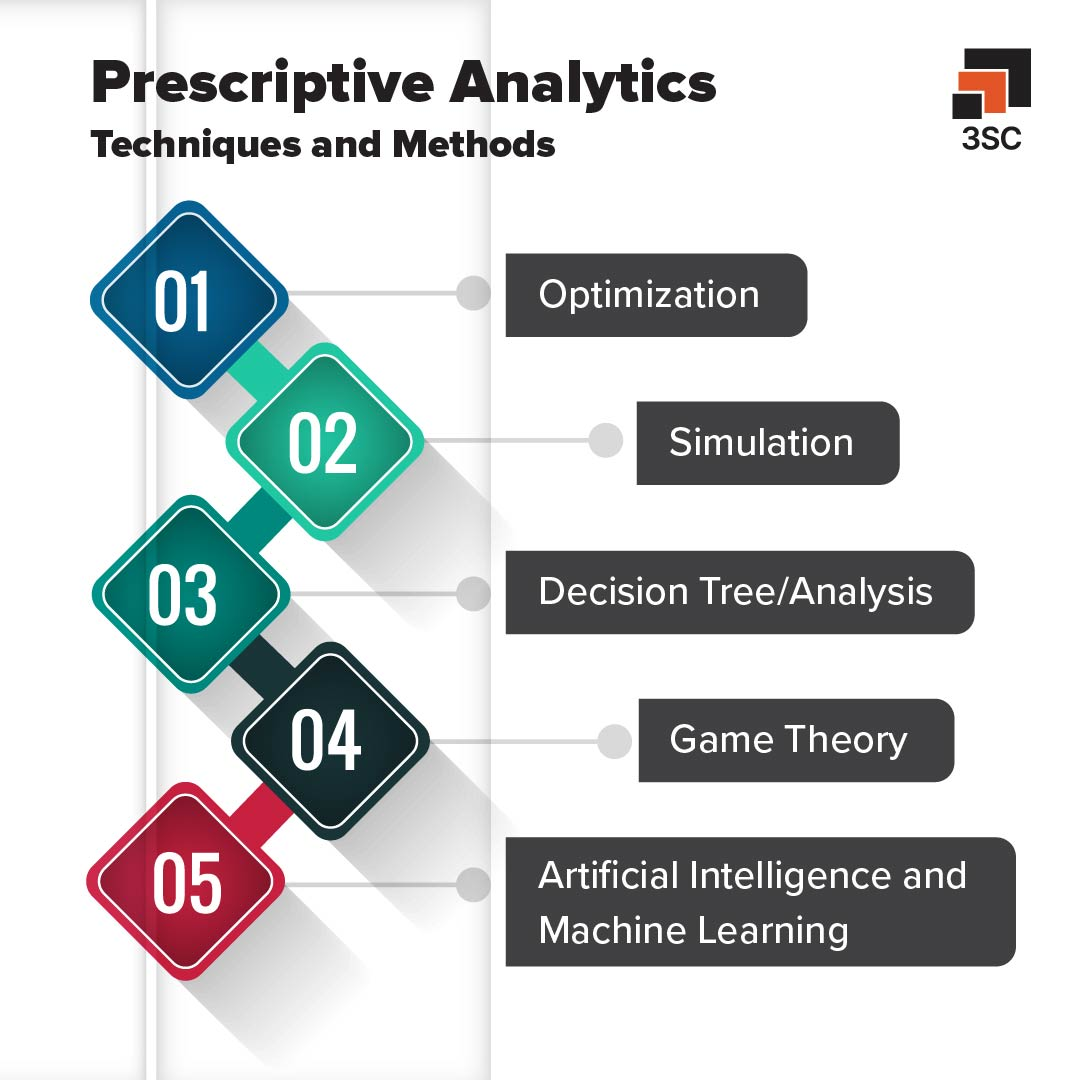 Prescriptive Analytics
Techniques and Methods
3SC
01
Optimization
02
Simulation
03
Decision Tree/Analysis
04
Game Theory
05
Artificial Intelligence and
Machine Learning